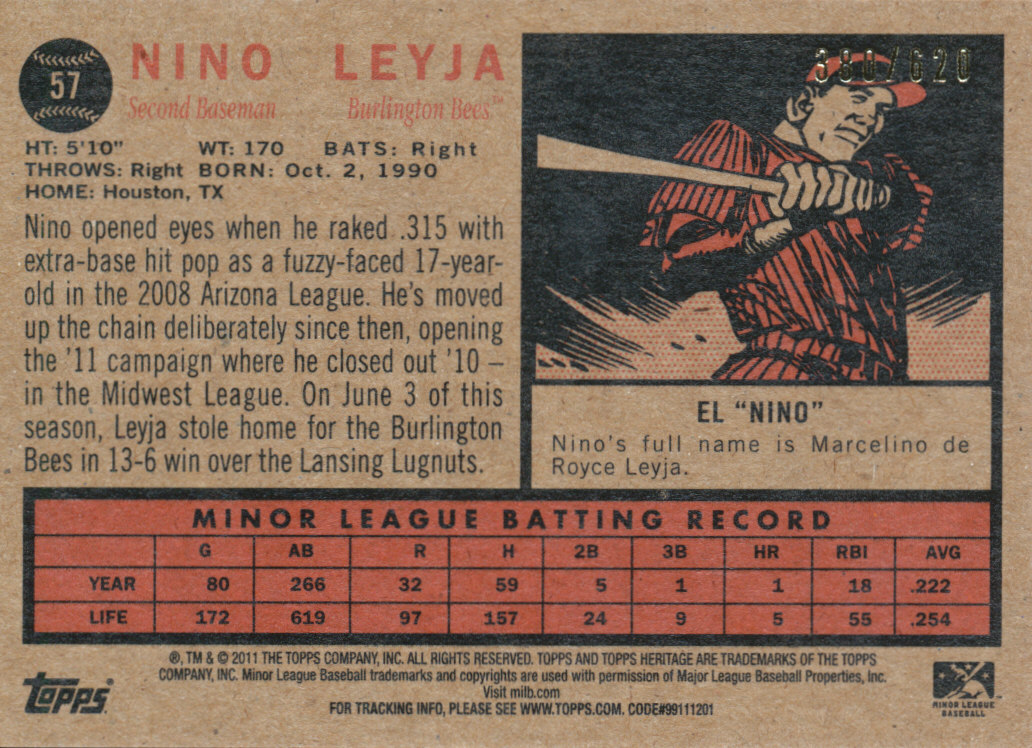 57
NINO LEYJA
Second Baseman Burlington Bees™
HT: 5'10" WT: 170 BATS: Right
THROWS: Right BORN: Oct. 2, 1990
HOME: Houston, TX
Nino opened eyes when he raked .315 with
extra-base hit pop as a fuzzy-faced 17-year-
old in the 2008 Arizona League. He's moved
up the chain deliberately since then, opening
the '11 campaign where he closed out '10 –
in the Midwest League. On June 3 of this
season, Leyja stole home for the Burlington
Bees in 13-6 win over the Lansing Lugnuts.
380/620
EL "NINO"
Nino's full name is Marcelino de
Royce Leyja.
MINOR LEAGUE BATTING RECORD
G AB R H 2B 3B HR RBI AVG
YEAR 80 266 32 59 5 1 1 18 .222
LIFE 172 619 97 157 24 9 5 55 .254
®, TM & © 2011 THE TOPPS COMPANY, INC. ALL RIGHTS RESERVED. TOPPS AND TOPPS HERITAGE ARE TRADEMARKS OF THE TOPPS
COMPANY, INC. Minor League Baseball trademarks and copyrights are used with permission of Major League Baseball Properties, Inc.
Visit milb.com
FOR TRACKING INFO, PLEASE SEE WWW.TOPPS.COM. CODE#99111201
Topps®
MINOR LEAGUE
BASEBALL